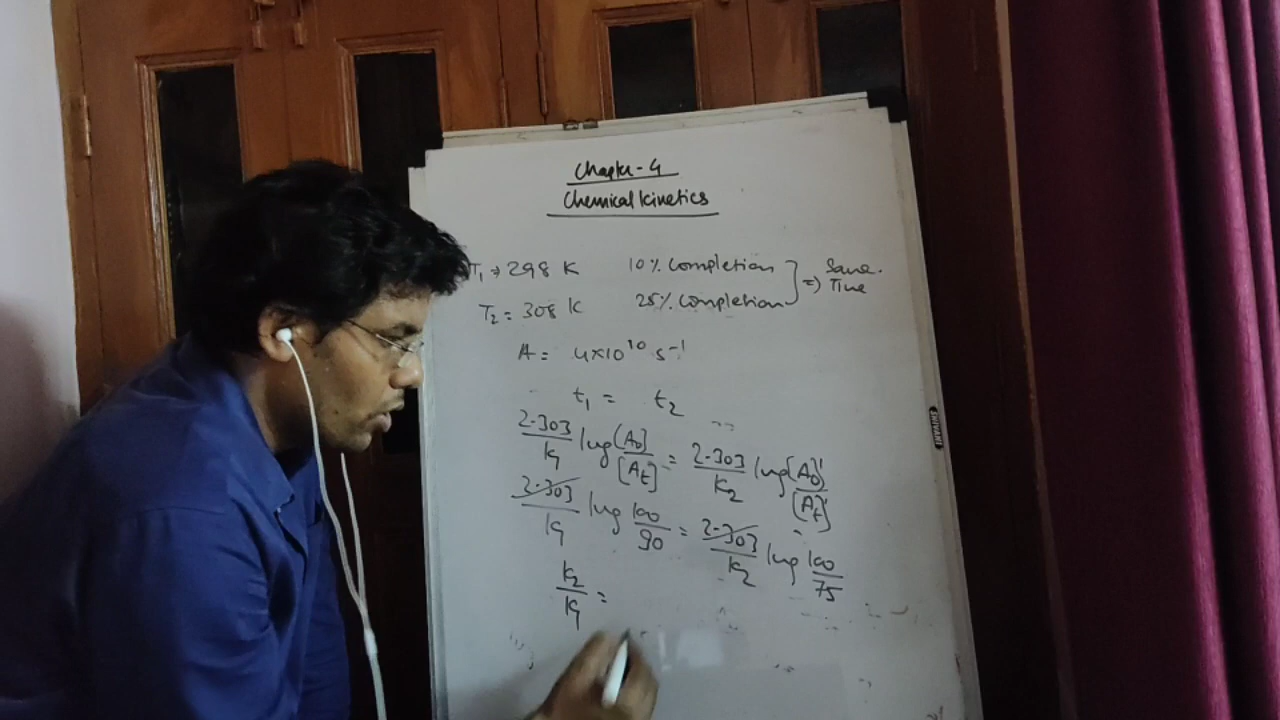 Chapter-4
Chemical kinetics
T₁ → 298 K 10% Completion
T₂ = 308 K 25% Completion
} => Same Time
A = 4×10¹⁰ s⁻¹
t₁ = t₂
2.303/k₁ log [A₀]/[Aₜ] = 2.303/k₂ log [A₀]'/[Aₜ]'
2.303/k₁ log 100/90 = 2.303/k₂ log 100/75
k₂/k₁ =